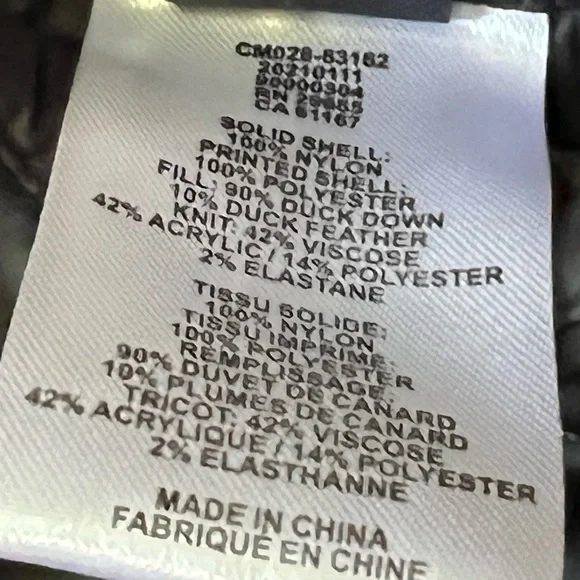 CM028-83162
20210111
90000304
RN
CA 61167
SOLID SHELL:
100% NYLON
PRINTED SHELL:
100% POLYESTER
FILL: 90% DUCK DOWN
10% DUCK FEATHER
KNIT: 42% VISCOSE
42% ACRYLIC / 14% POLYESTER
2% ELASTANE
TISSU SOLIDE:
100% NYLON
TISSU IMPRIME:
100% POLYESTER
REMPLISSAGE:
90% DUVET DE CANARD
10% PLUMES DE CANARD
TRICOT: 42% VISCOSE
42% ACRYLIQUE / 14% POLYESTER
2% ELASTHANNE
MADE IN CHINA
FABRIQUÉ EN CHINE